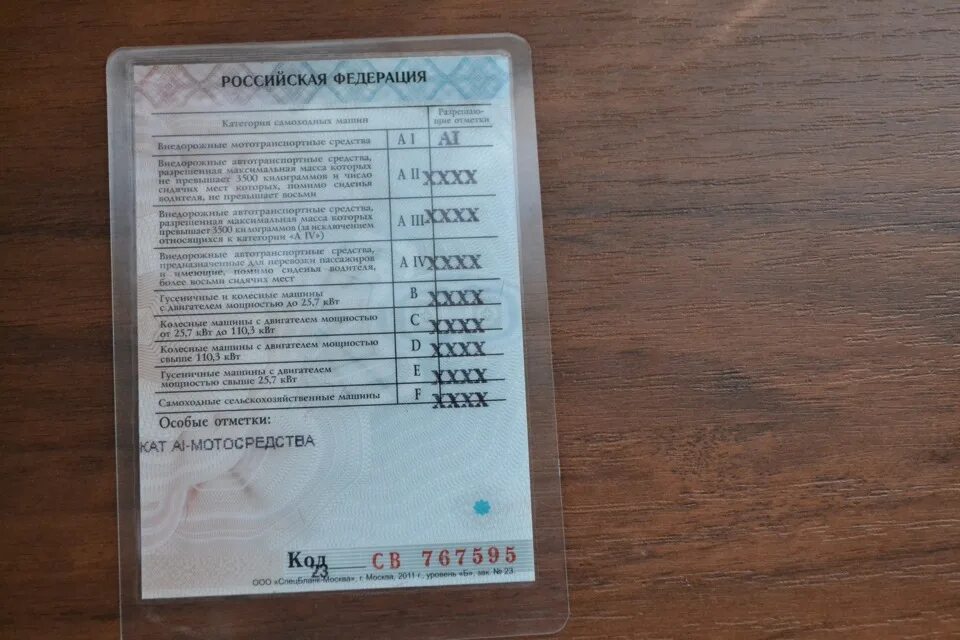 РОССИЙСКАЯ ФЕДЕРАЦИЯ
Категория самоходных машин
Разрешаю-
щие отметки
Внедорожные мототранспортные средства A I AI
Внедорожные автотранспортные средства,
разрешенная максимальная масса которых
не превышает 3500 килограммов и число
сидячих мест которых, помимо сиденья
водителя, не превышает восьми
A II XXXX
Внедорожные автотранспортные средства,
разрешенная максимальная масса которых
превышает 3500 килограммов (за исключением
относящихся к категории «A IV»)
A III XXXX
Внедорожные автотранспортные средства,
предназначенные для перевозки пассажиров
и имеющие, помимо сиденья водителя,
более восьми сидячих мест
A IV XXXX
Гусеничные и колесные машины
с двигателем мощностью до 25,7 кВт
B XXXX
Колесные машины с двигателем мощностью
от 25,7 кВт до 110,3 кВт
C XXXX
Колесные машины с двигателем мощностью
свыше 110,3 кВт
D XXXX
Гусеничные машины с двигателем
мощностью свыше 25,7 кВт
E XXXX
Самоходные сельскохозяйственные машины F XXXX
Особые отметки:
КАТ AI-МОТОСРЕДСТВА
Код 23 СВ 767595
ООО «СпецБланк-Москва», г. Москва, 2011 г., уровень «Б», зак. № 23